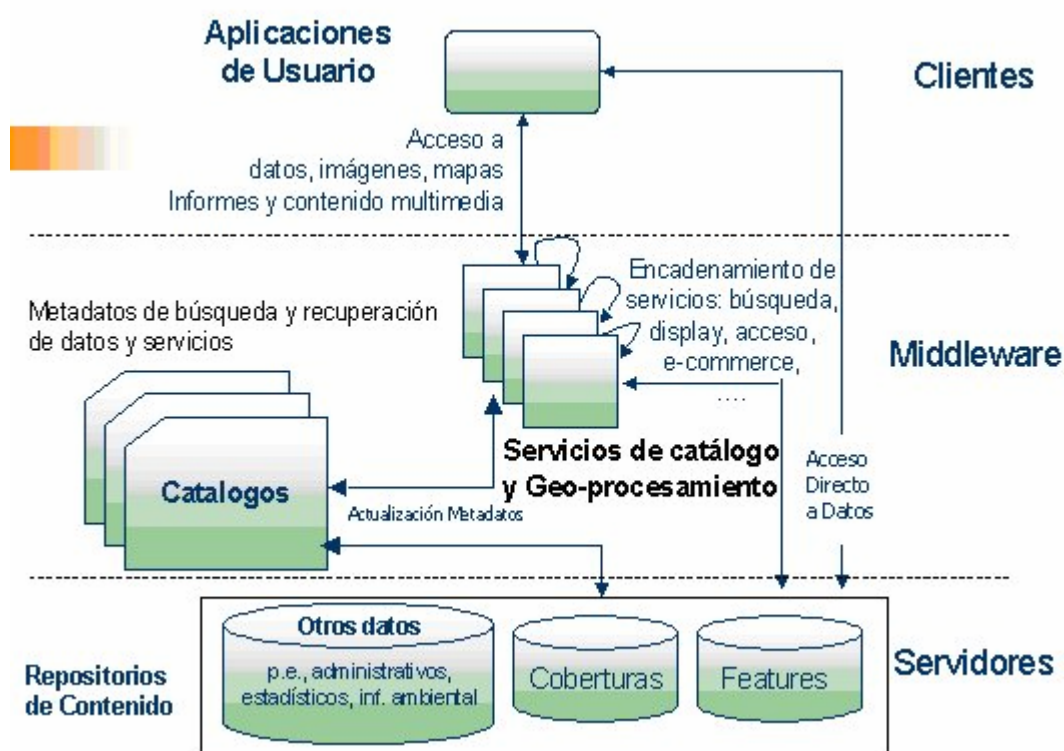 Aplicaciones
de Usuario
Clientes
Acceso a
datos, imágenes, mapas
Informes y contenido multimedia
Metadatos de búsqueda y recuperación
de datos y servicios
Encadenamiento de
servicios: búsqueda,
display, acceso,
e-commerce,
....
Middleware
Servicios de catálogo
y Geo-procesamiento
Catalogos
Actualización Metadatos
Acceso
Directo
a Datos
Repositorios
de Contenido
Otros datos
p.e., administrativos,
estadísticos, inf. ambiental
Coberturas
Features
Servidores